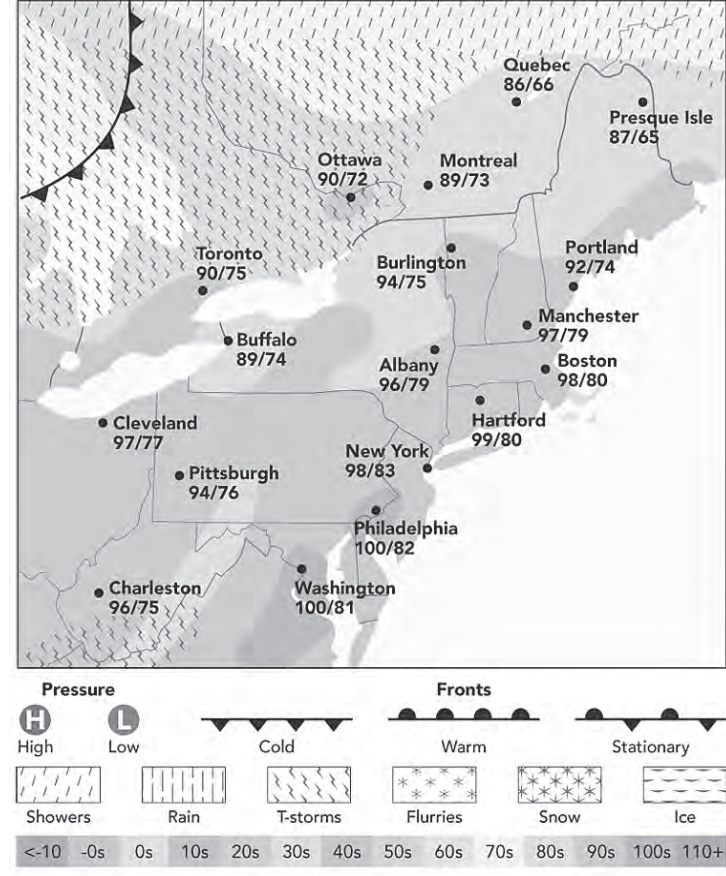 Quebec
86/66
Presque Isle
87/65
Ottawa
90/72
Montreal
89/73
Toronto
90/75
Burlington
94/75
Portland
92/74
Buffalo
89/74
Manchester
97/79
Albany
96/79
Boston
98/80
Cleveland
97/77
Hartford
99/80
New York
98/83
Pittsburgh
94/76
Philadelphia
100/82
Charleston
96/75
Washington
100/81
Pressure
Fronts
H
L
High
Low
Cold
Warm
Stationary
Showers
Rain
T-storms
Flurries
Snow
Ice
<-10 -0s 0s 10s 20s 30s 40s 50s 60s 70s 80s 90s 100s 110+